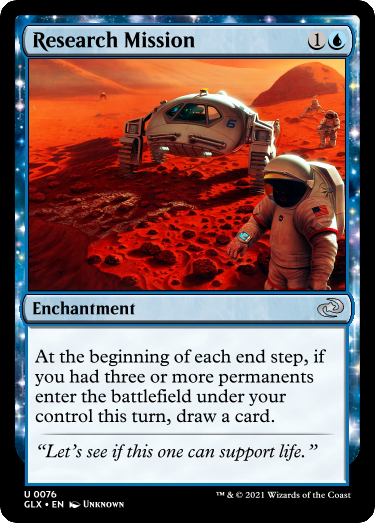 Research Mission 1
Enchantment
At the beginning of each end step, if
you had three or more permanents
enter the battlefield under your
control this turn, draw a card.
“Let’s see if this one can support life.”
U 0076
GLX • EN Unknown
™ & © 2021 Wizards of the Coast
6